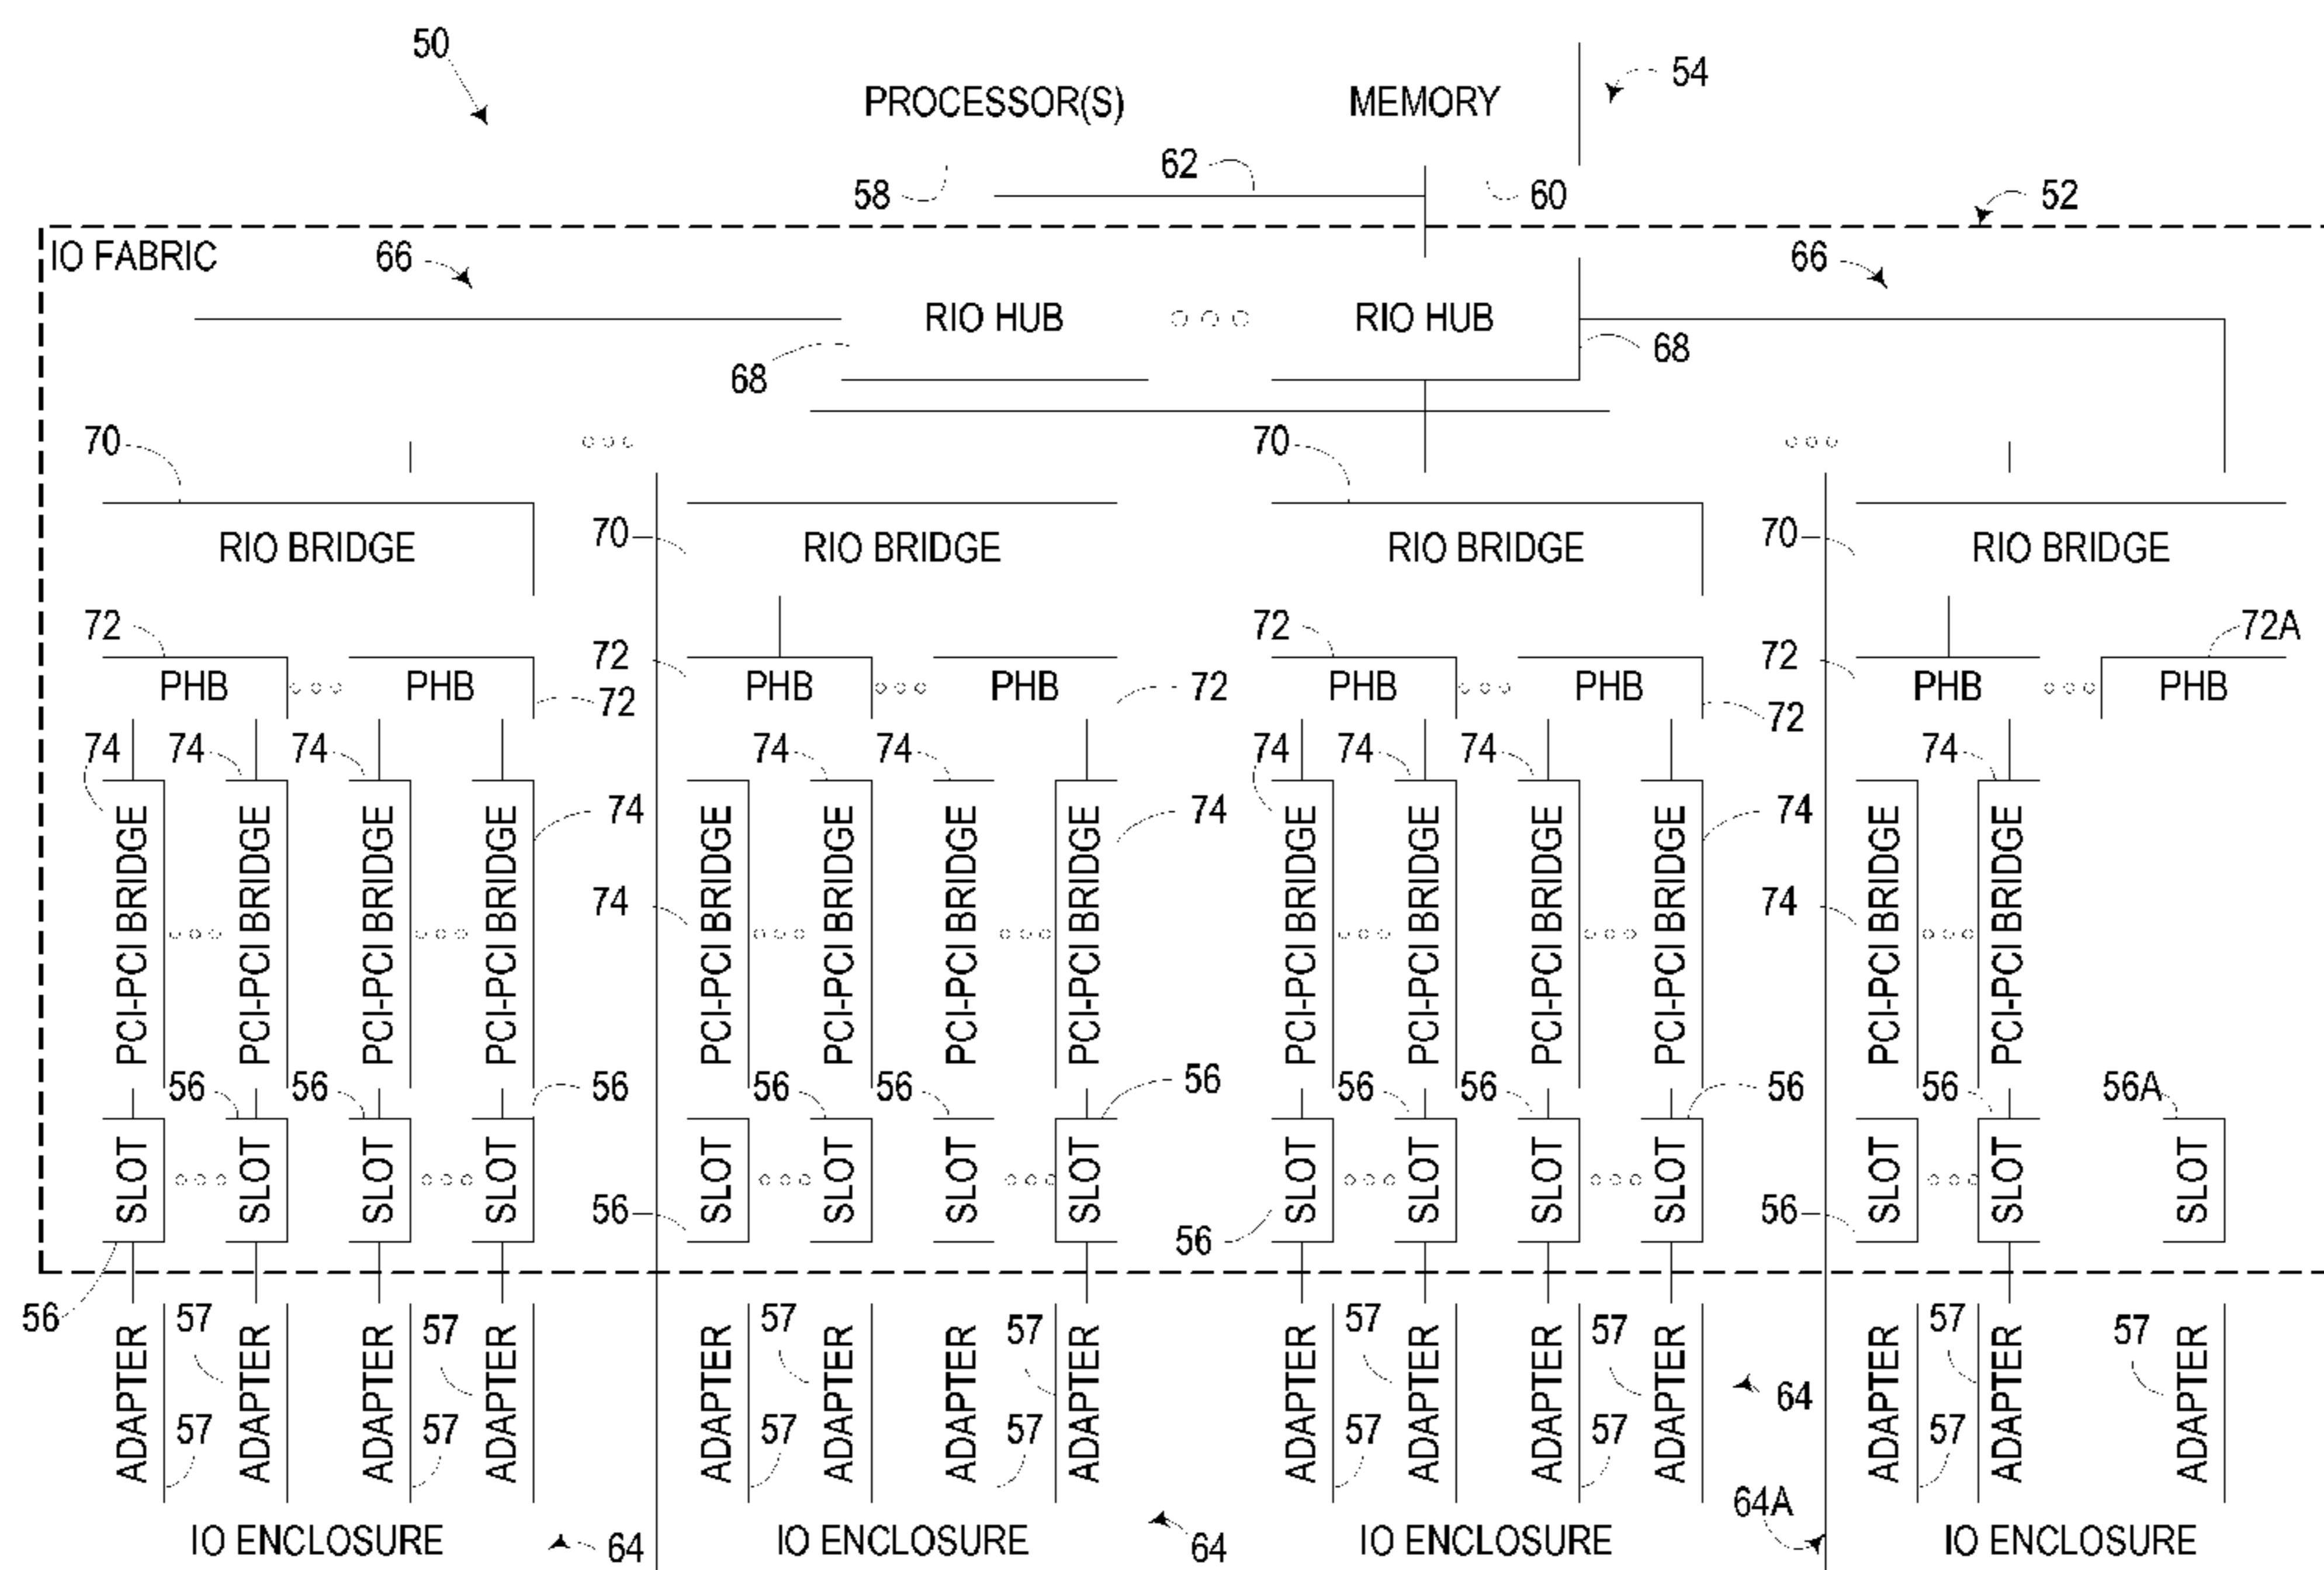 50
PROCESSOR(S) MEMORY 54
58 62 60 52
IO FABRIC 66 66
RIO HUB ○○○ RIO HUB
68 68
70 ○○○ 70 ○○○
RIO BRIDGE 70 RIO BRIDGE RIO BRIDGE 70 RIO BRIDGE
72 72 72 72 72A
PHB ○○○ PHB 72 PHB ○○○ PHB 72 PHB ○○○ PHB 72 PHB ○○○ PHB
74 74 74 74 74 74 74 74 74
74 74 74
PCI-PCI BRIDGE ○○○ PCI-PCI BRIDGE PCI-PCI BRIDGE ○○○ PCI-PCI BRIDGE 74 PCI-PCI BRIDGE ○○○ PCI-PCI BRIDGE PCI-PCI BRIDGE ○○○ PCI-PCI BRIDGE PCI-PCI BRIDGE ○○○ PCI-PCI BRIDGE PCI-PCI BRIDGE ○○○ PCI-PCI BRIDGE 74 PCI-PCI BRIDGE ○○○ PCI-PCI BRIDGE
56 56 56 56 56 56 56 56 56 56 56A
SLOT ○○○ SLOT SLOT ○○○ SLOT 56 SLOT ○○○ SLOT SLOT ○○○ SLOT 56 SLOT ○○○ SLOT SLOT ○○○ SLOT 56 SLOT ○○○ SLOT SLOT
56 57 57 57 57 57 57 57 57
ADAPTER ADAPTER ADAPTER ADAPTER ADAPTER ADAPTER ADAPTER ADAPTER ADAPTER ADAPTER ADAPTER ADAPTER 64 ADAPTER ADAPTER ADAPTER
57 57 57 57 57 57 57
64A
IO ENCLOSURE 64 IO ENCLOSURE 64 IO ENCLOSURE IO ENCLOSURE